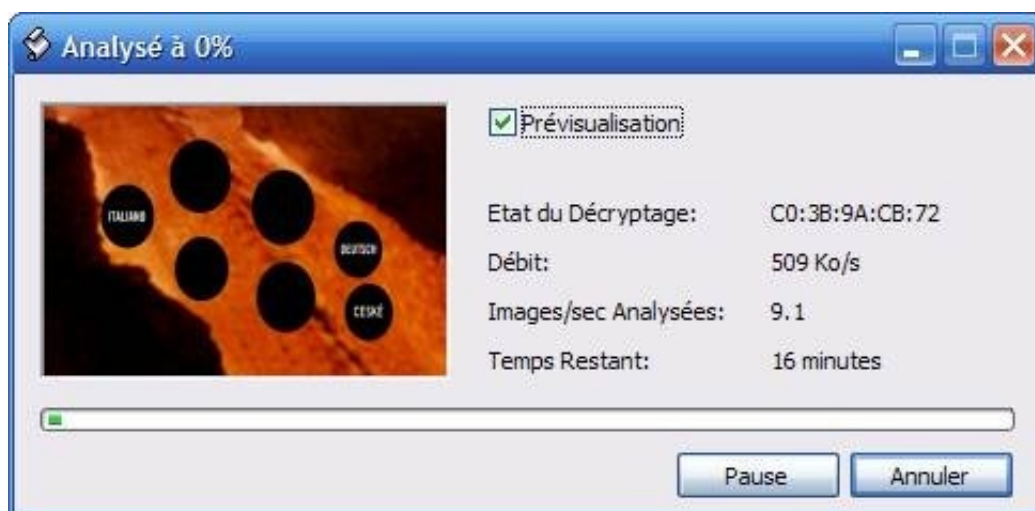 Analysé à 0%
Prévisualisation
ITALIANO
DEUTSCH
CESKÉ
Etat du Décryptage: C0:3B:9A:CB:72
Débit: 509 Ko/s
Images/sec Analysées: 9.1
Temps Restant: 16 minutes
Pause Annuler